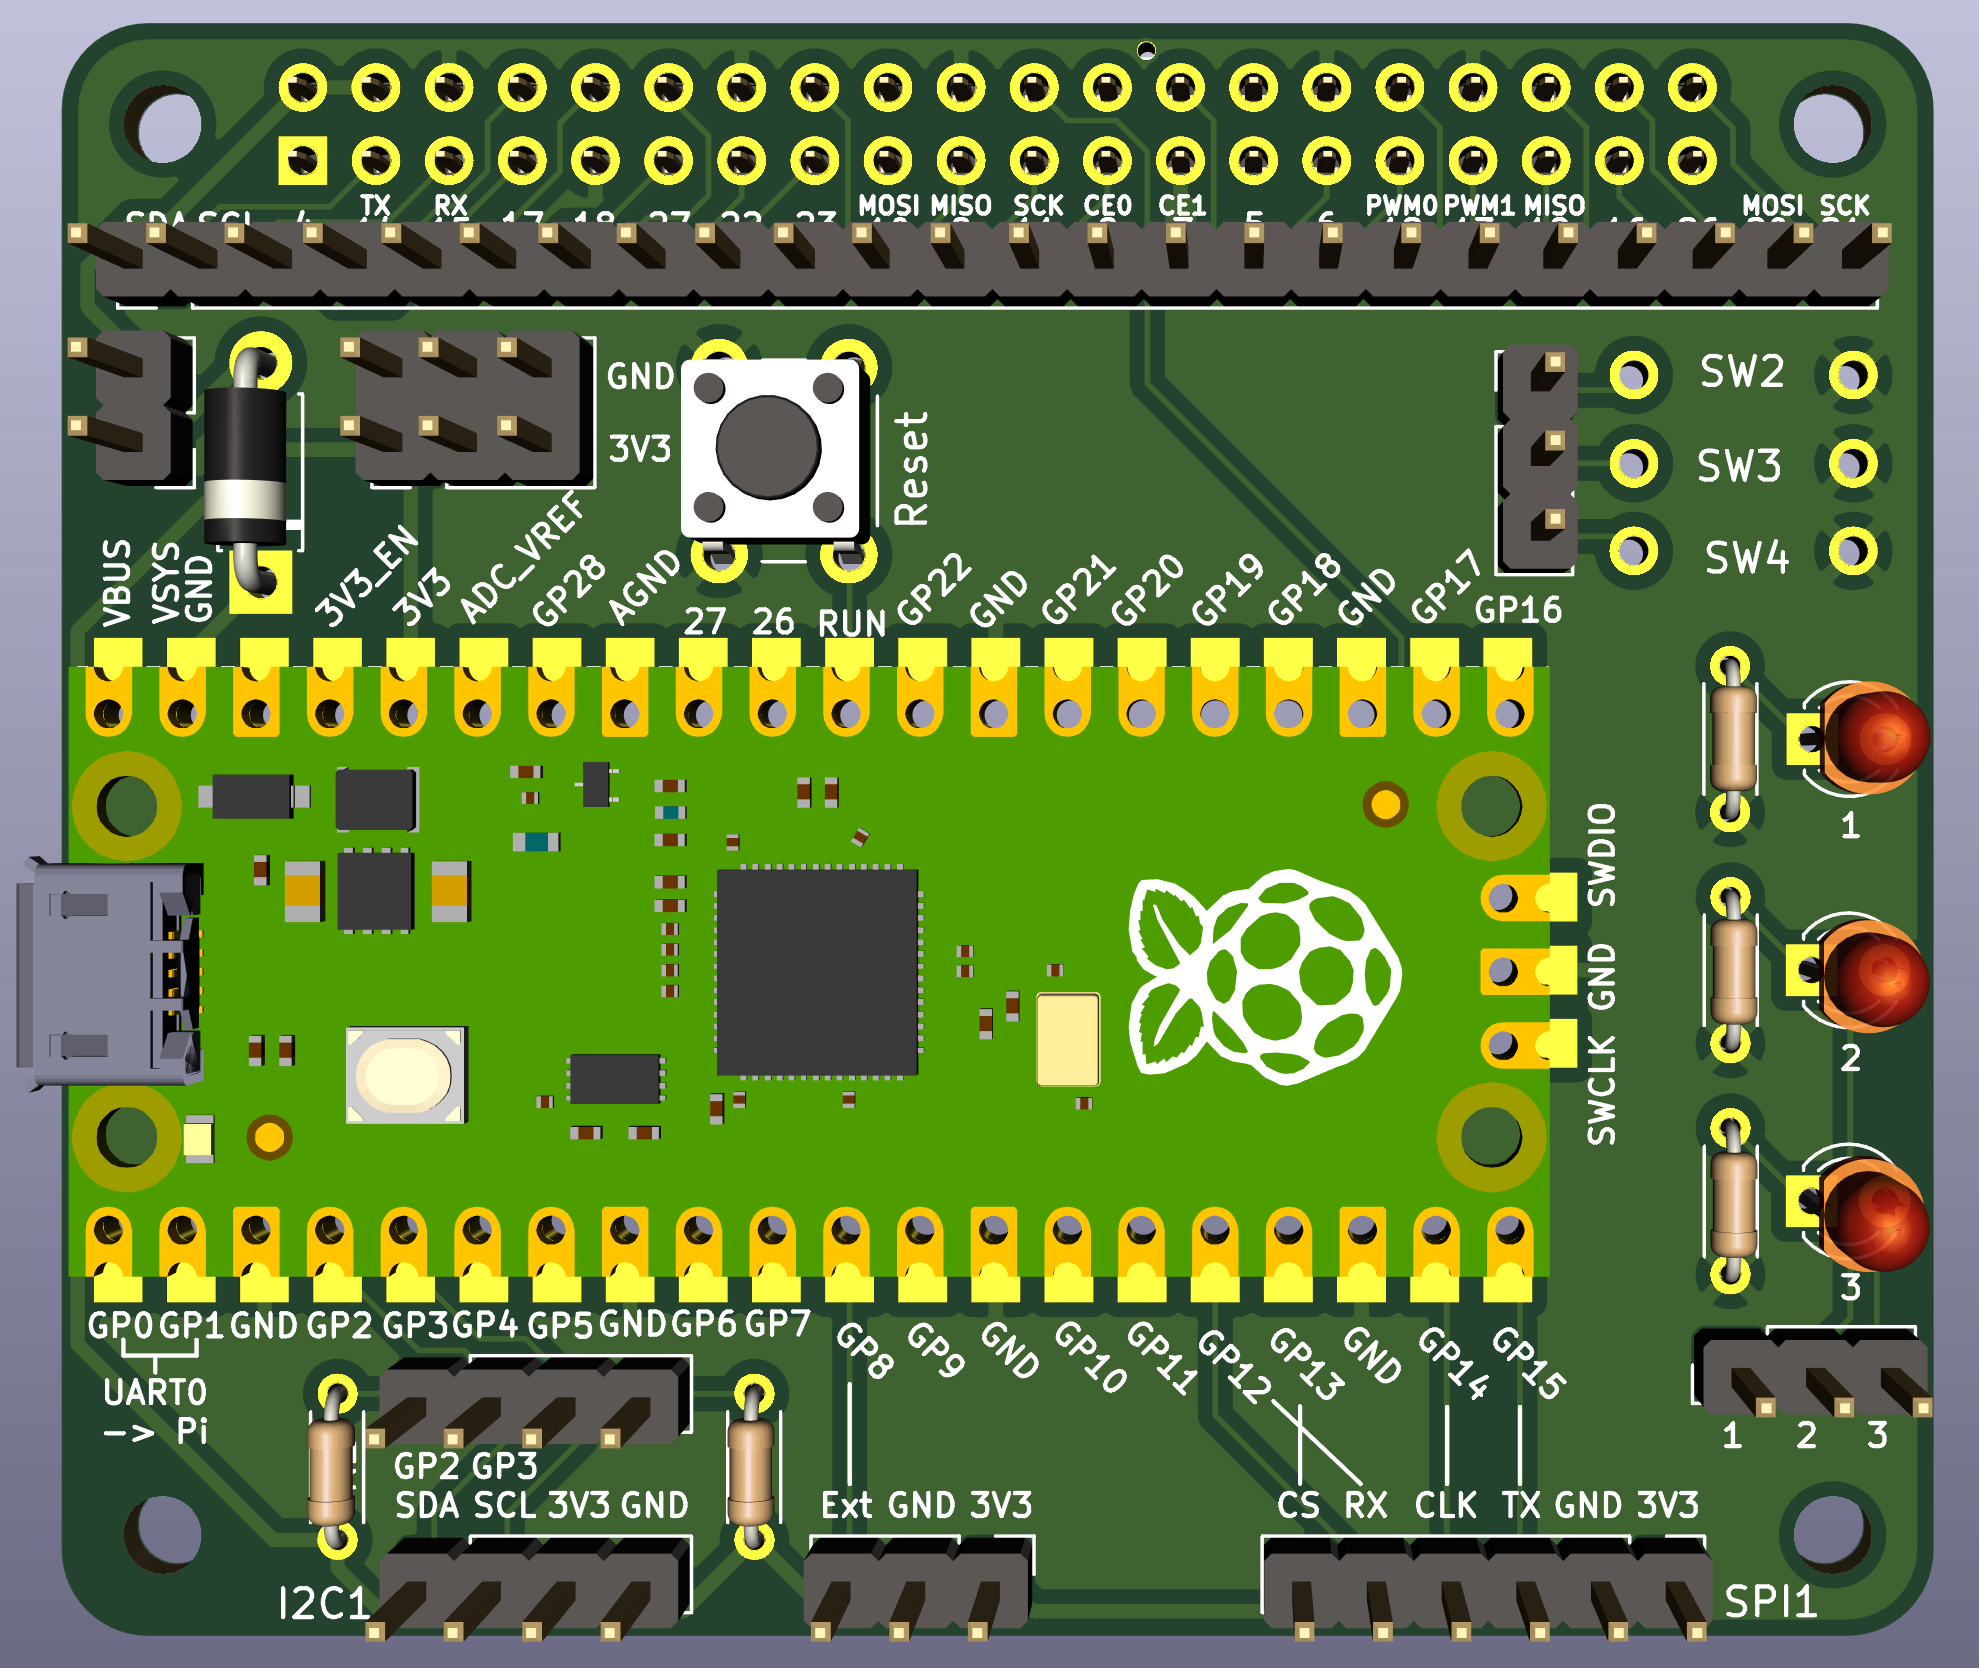 TX RX MOSI MISO SCK CE0 CE1 PWM0 PWM1 MISO MOSI SCK
GND
3V3
Reset
SW2
SW3
SW4
VBUS VSYS GND 3V3_EN 3V3 ADC_VREF GP28 AGND 27 26 RUN GP22 GND GP21 GP20 GP19 GP18 GND GP17 GP16
SWDIO
GND
SWCLK
1
2
3
GP0 GP1 GND GP2 GP3 GP4 GP5 GND GP6 GP7 GP8 GP9 GND GP10 GP11 GP12 GP13 GND GP14 GP15
UART0
-> Pi
1 2 3
GP2 GP3
SDA SCL 3V3 GND
Ext GND 3V3
CS RX CLK TX GND 3V3
I2C1
SPI1